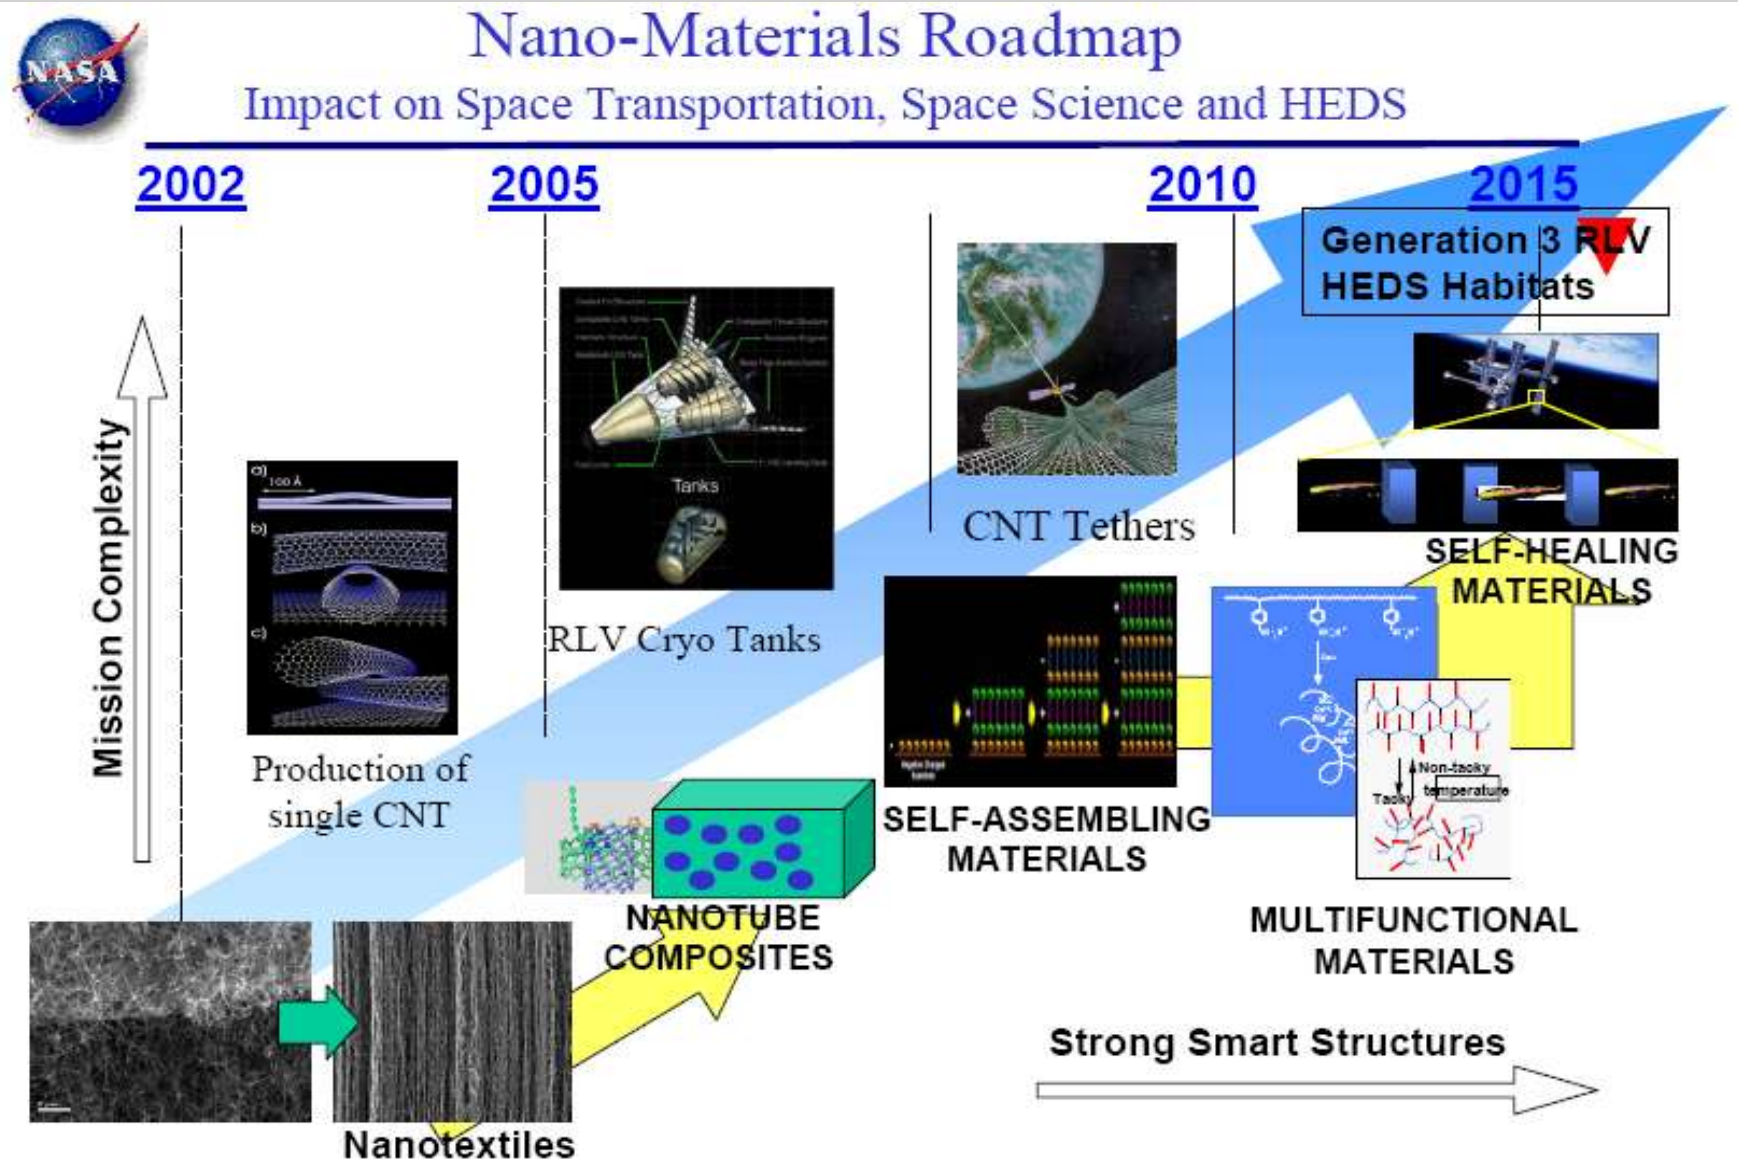 NASA
Nano-Materials Roadmap
Impact on Space Transportation, Space Science and HEDS
2002
2005
2010
2015
Generation 3 RLV
HEDS Habitats
Mission Complexity
a)
100 Å
b)
c)
Production of
single CNT
Tanks
RLV Cryo Tanks
CNT Tethers
SELF-HEALING
MATERIALS
SELF-ASSEMBLING
MATERIALS
Non-tacky
temperature
Tacky
MULTIFUNCTIONAL
MATERIALS
NANOTUBE
COMPOSITES
Nanotextiles
Strong Smart Structures